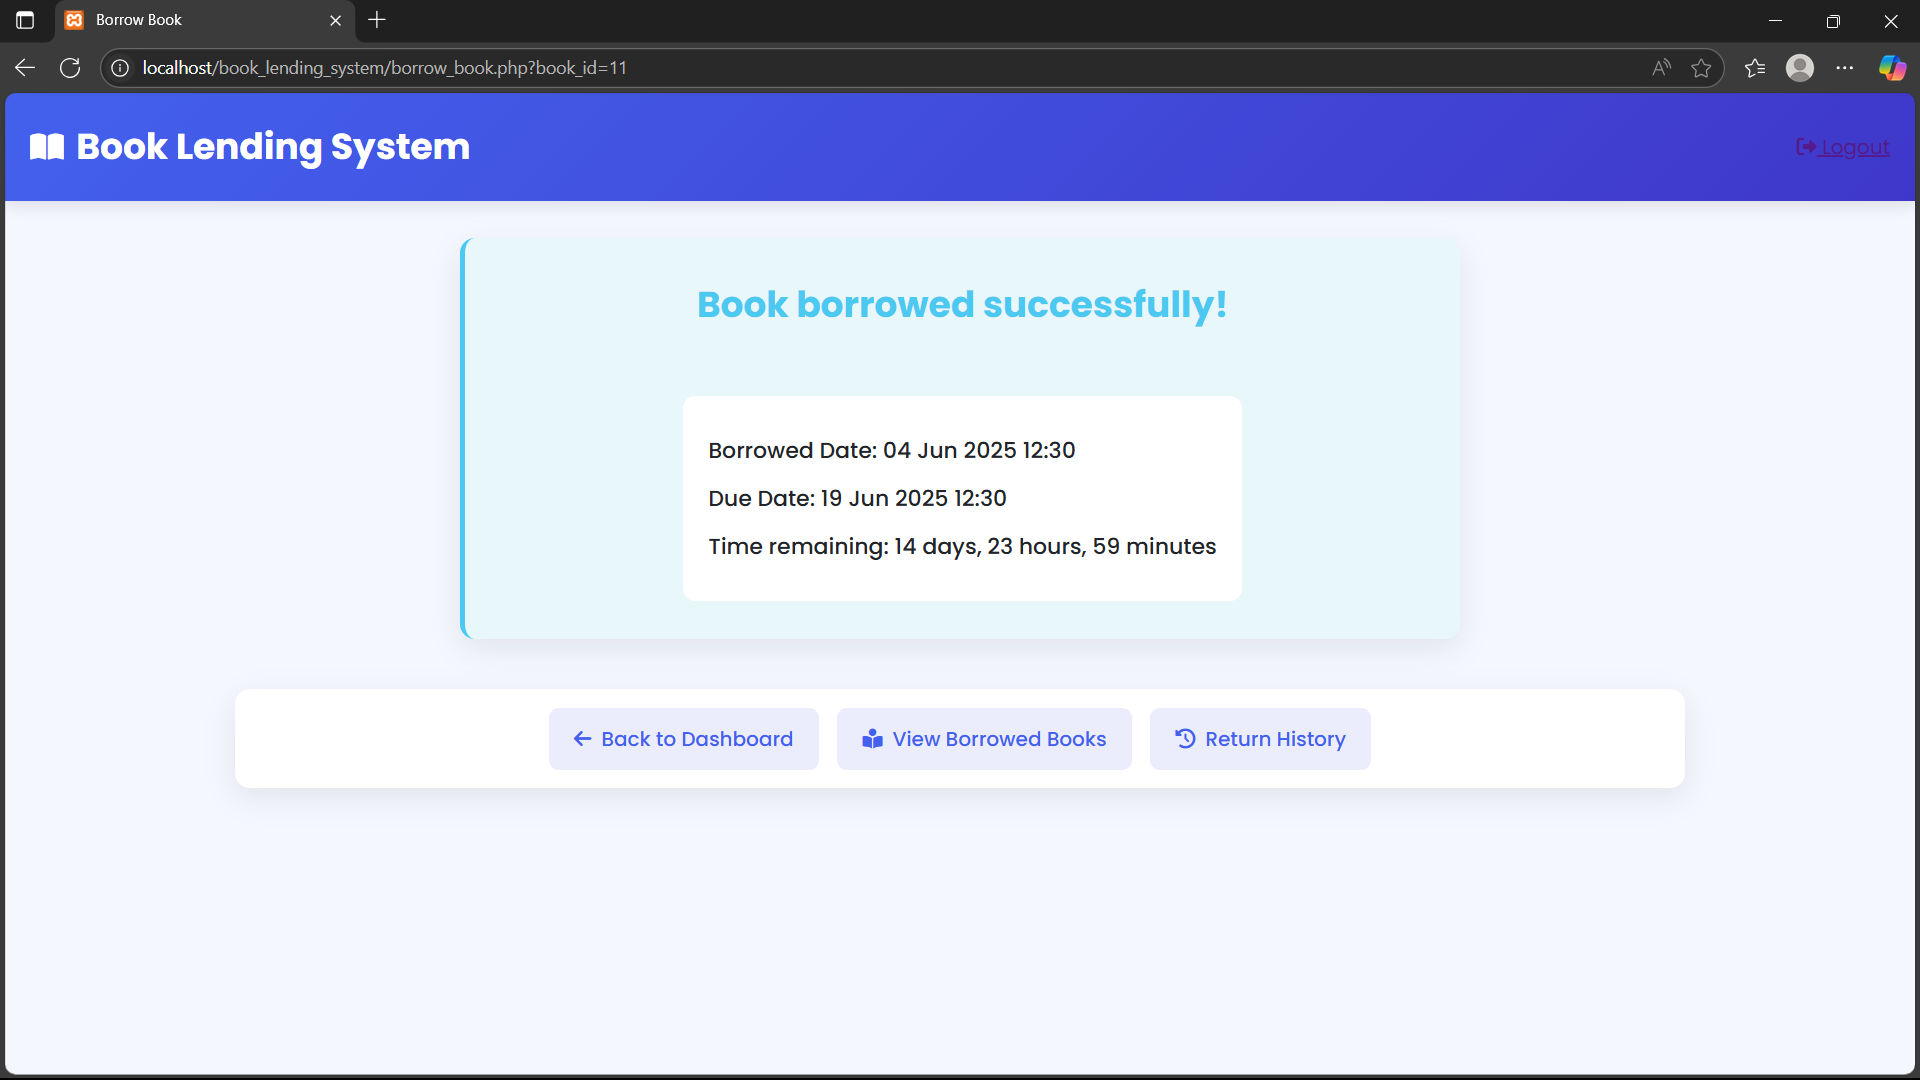 Borrow Book
localhost/book_lending_system/borrow_book.php?book_id=11
Book Lending System
Logout
Book borrowed successfully!
Borrowed Date: 04 Jun 2025 12:30
Due Date: 19 Jun 2025 12:30
Time remaining: 14 days, 23 hours, 59 minutes
Back to Dashboard
View Borrowed Books
Return History